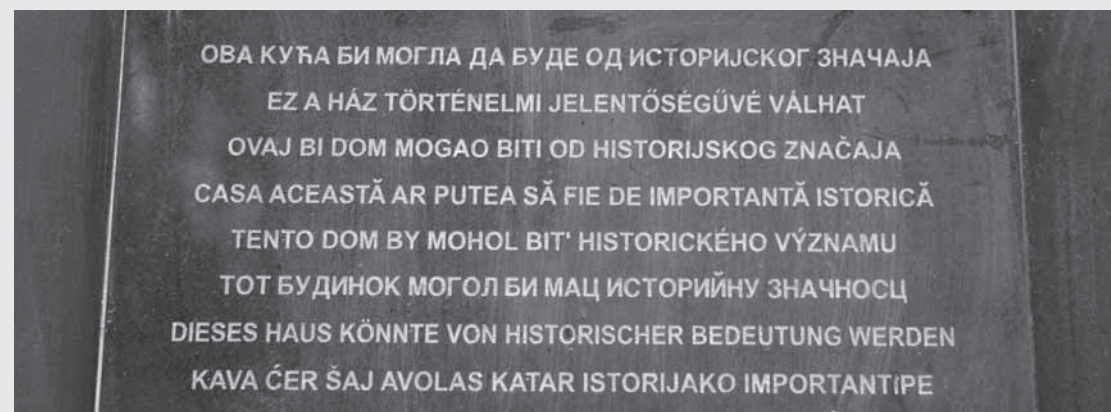 ОВА КУЋА БИ МОГЛА ДА БУДЕ ОД ИСТОРИЈСКОГ ЗНАЧАЈА
EZ A HÁZ TÖRTÉNELMI JELENTŐSÉGŰVÉ VÁLHAT
OVAJ BI DOM MOGAO BITI OD HISTORIJSKOG ZNAČAJA
CASA ACEASTĂ AR PUTEA SĂ FIE DE IMPORTANTĂ ISTORICĂ
TENTO DOM BY MOHOL BIT' HISTORICKÉHO VÝZNAMU
ТОТ БУДИНОК МОГОЛ БИ МАЦ ИСТОРИЙНУ ЗНАЧНОСЦ
DIESES HAUS KÖNNTE VON HISTORISCHER BEDEUTUNG WERDEN
KAVA ĆER ŠAJ AVOLAS KATAR ISTORIJAKO IMPORTANTIPE